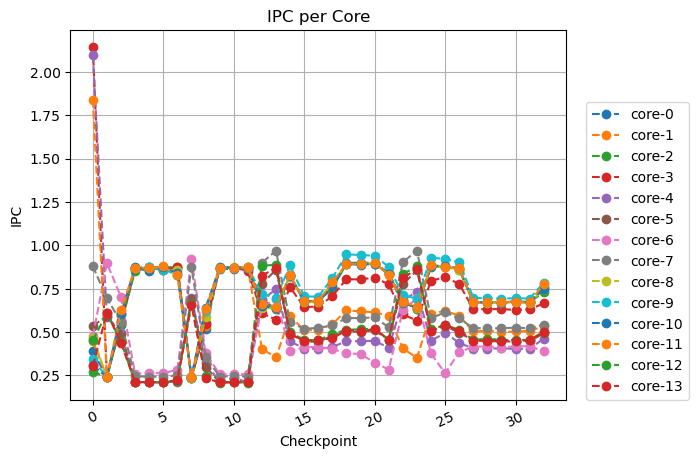 IPC per Core
IPC
2.00
1.75
1.50
1.25
1.00
0.75
0.50
0.25
0
5
10
15
20
25
30
Checkpoint
core-0
core-1
core-2
core-3
core-4
core-5
core-6
core-7
core-8
core-9
core-10
core-11
core-12
core-13